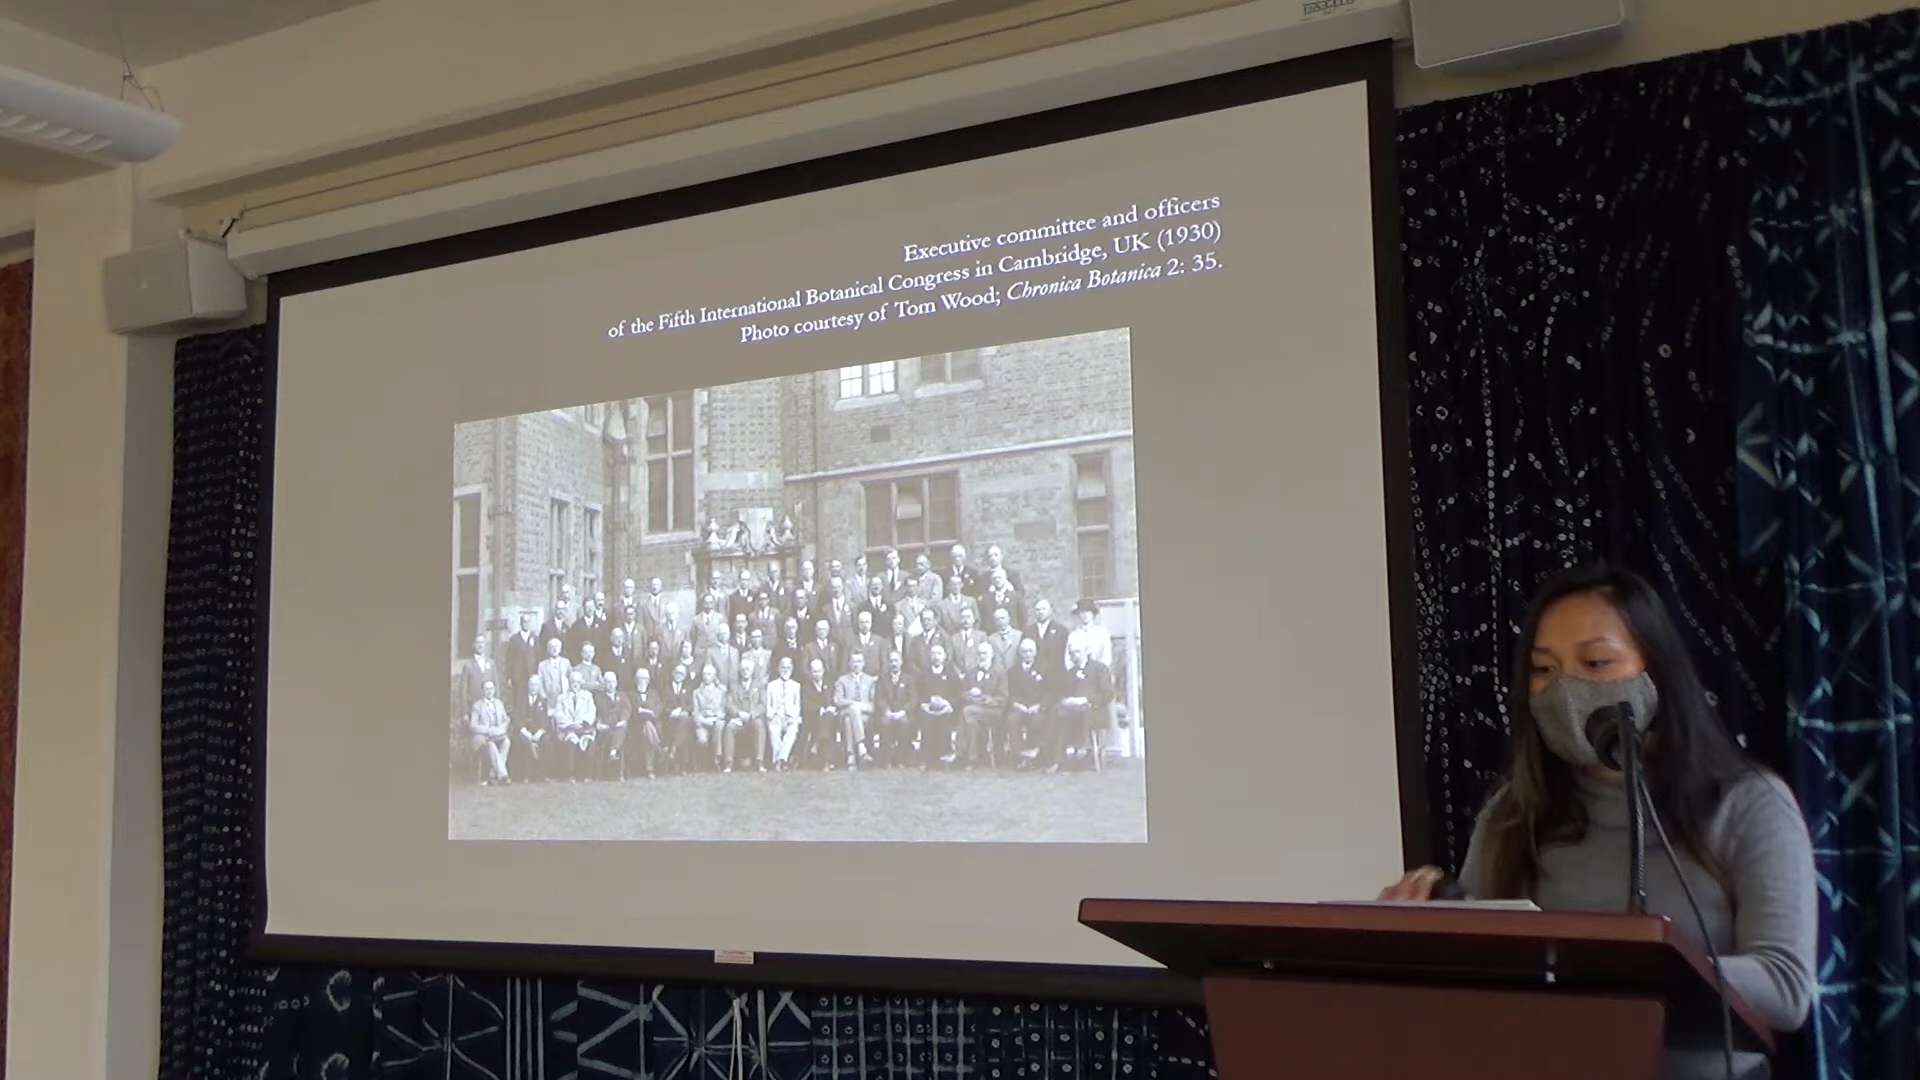 Executive committee and officers
of the Fifth International Botanical Congress in Cambridge, UK (1930)
Photo courtesy of Tom Wood; Chronica Botanica 2: 35.